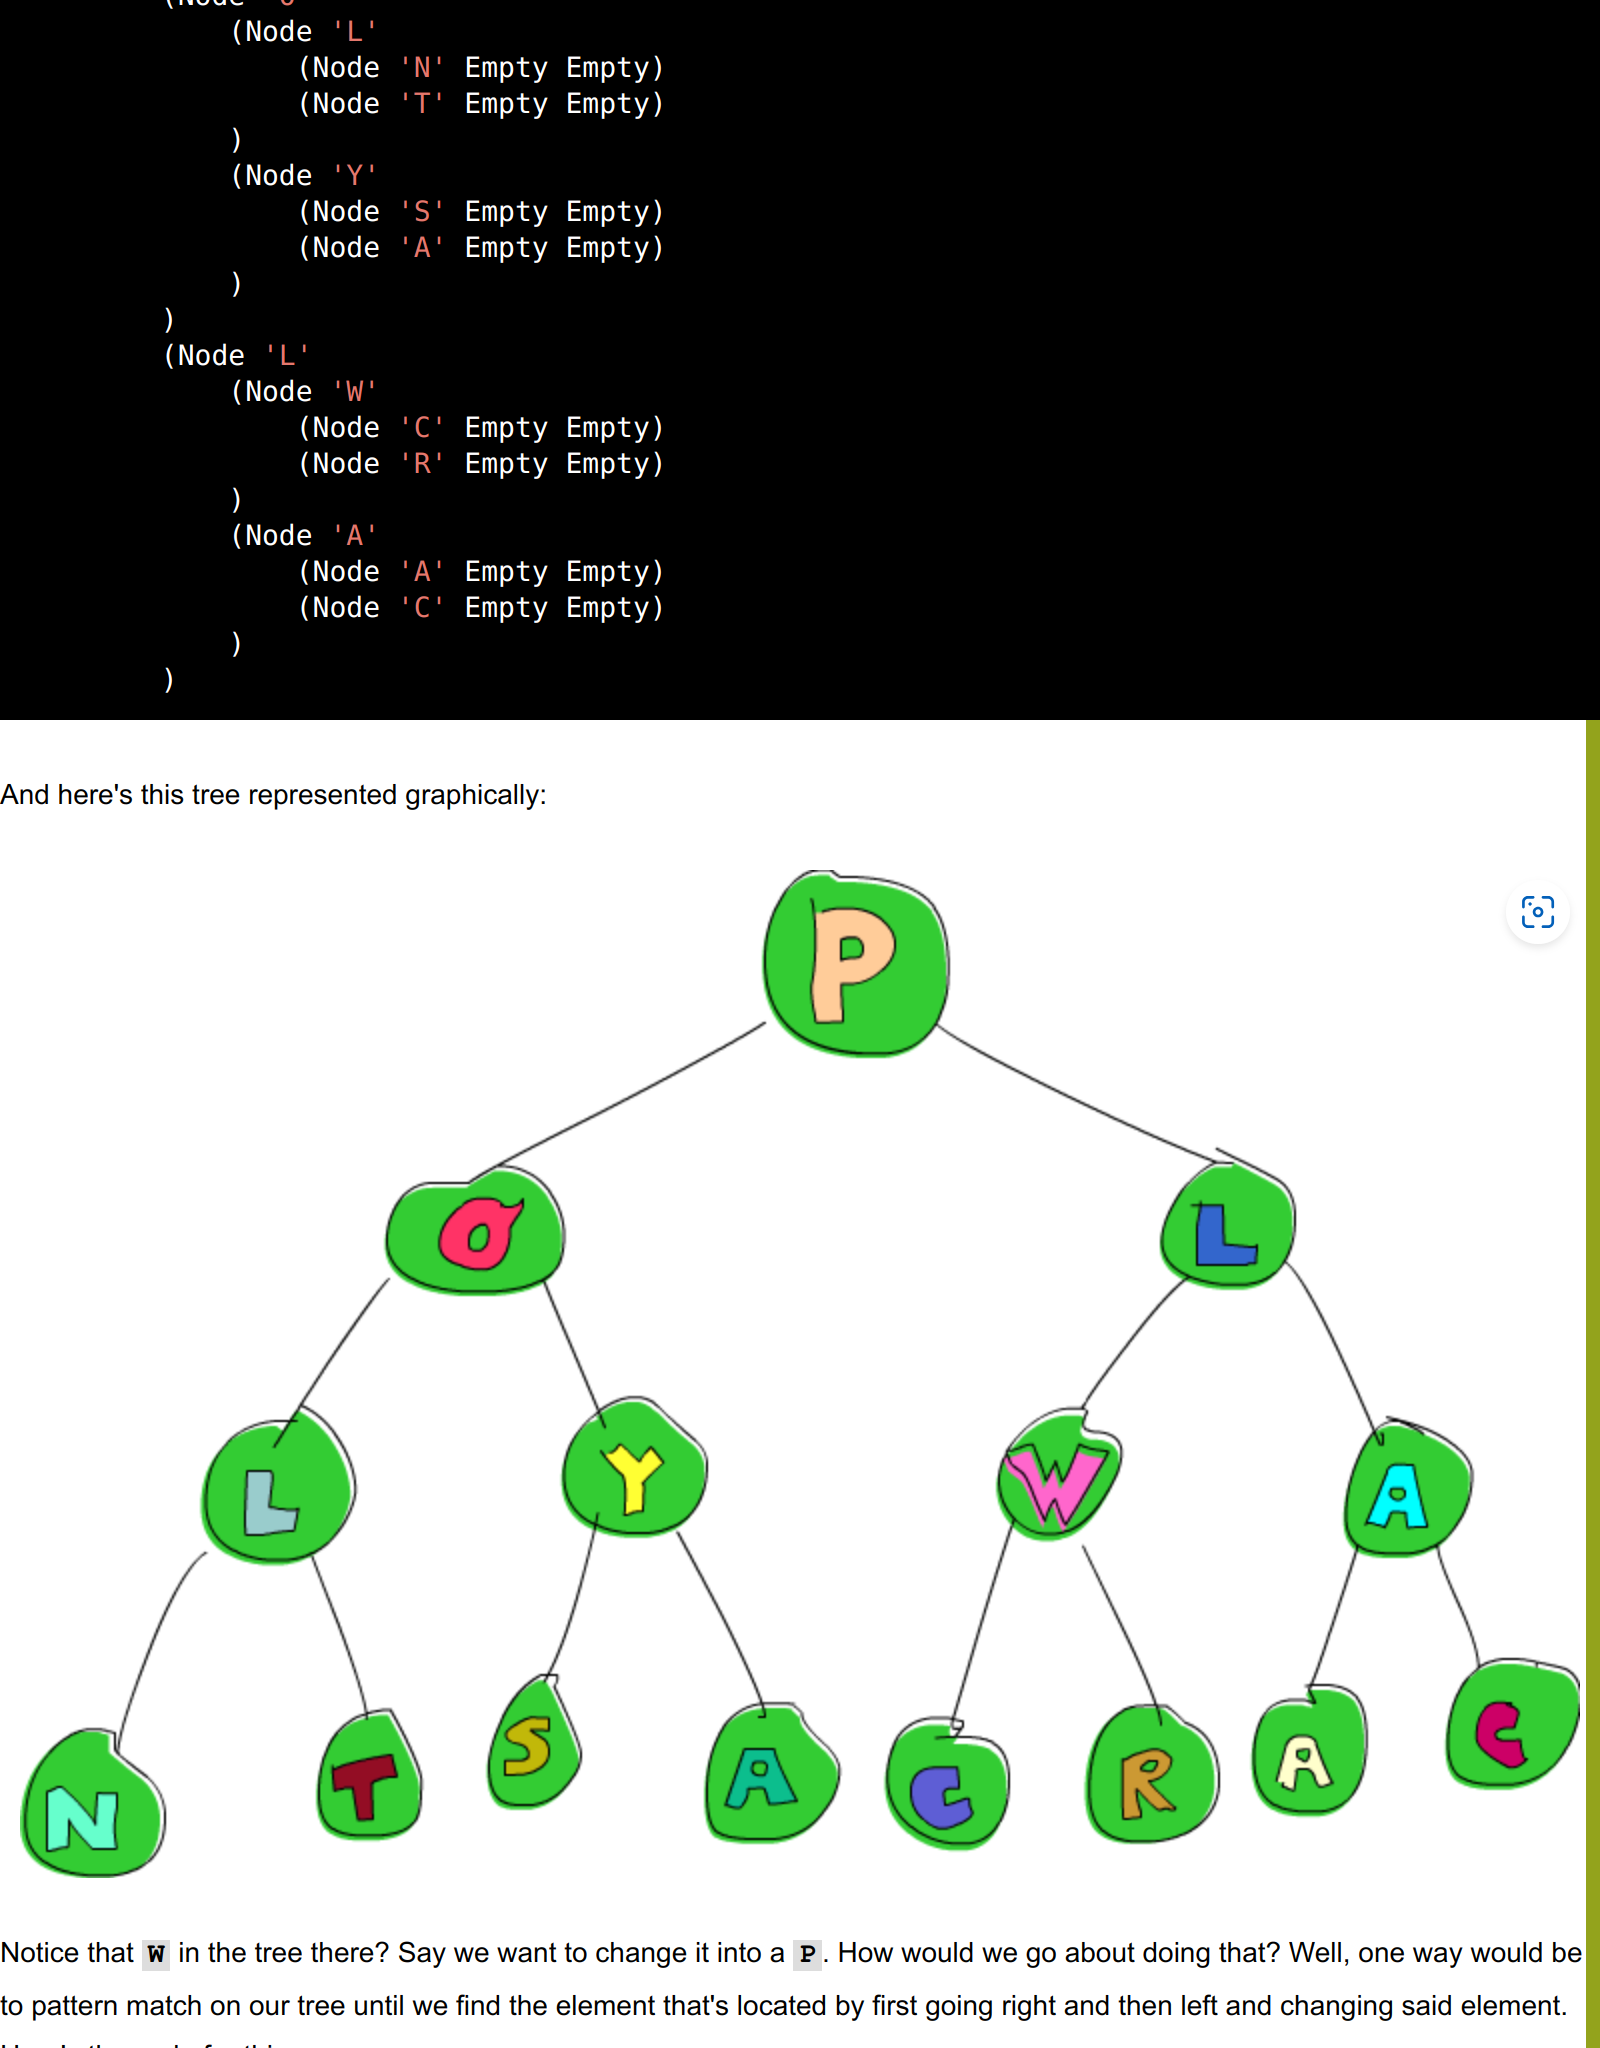 (Node 'O'
(Node 'L'
(Node 'N' Empty Empty)
(Node 'T' Empty Empty)
)
(Node 'Y'
(Node 'S' Empty Empty)
(Node 'A' Empty Empty)
)
)
(Node 'L'
(Node 'W'
(Node 'C' Empty Empty)
(Node 'R' Empty Empty)
)
(Node 'A'
(Node 'A' Empty Empty)
(Node 'C' Empty Empty)
)
)
And here's this tree represented graphically:
P
O L
L Y W A
N T S A C R A C
Notice that W in the tree there? Say we want to change it into a P. How would we go about doing that? Well, one way would be
to pattern match on our tree until we find the element that's located by first going right and then left and changing said element.